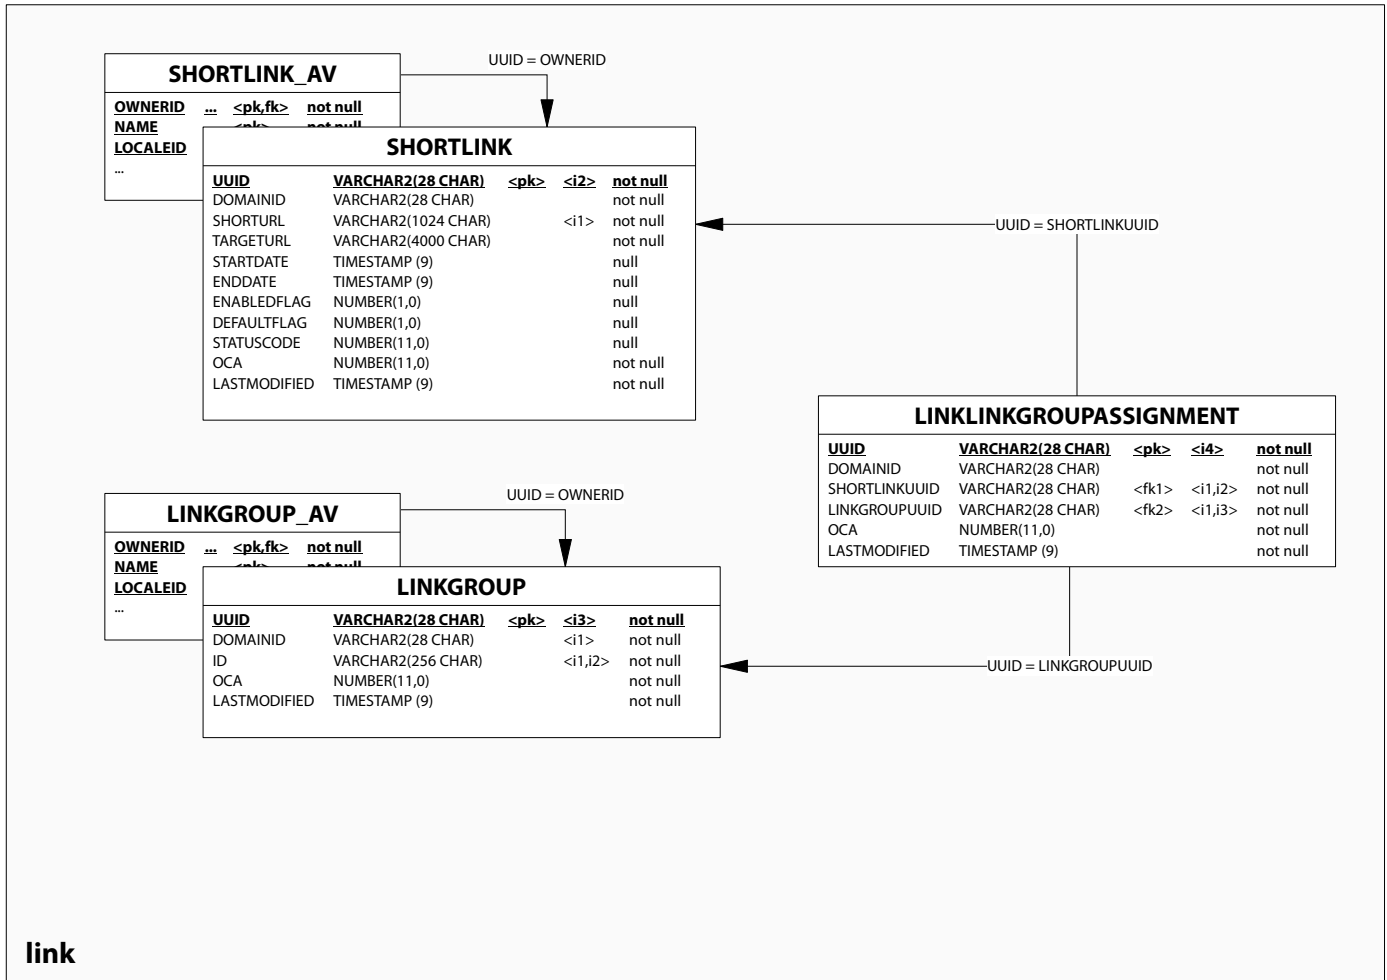 UUID = OWNERID
SHORTLINK_AV
OWNERID ... <pk,fk> not null
NAME <pk> not null
LOCALEID
...
SHORTLINK
UUID VARCHAR2(28 CHAR) <pk> <i2> not null
DOMAINID VARCHAR2(28 CHAR) not null
SHORTURL VARCHAR2(1024 CHAR) <i1> not null
TARGETURL VARCHAR2(4000 CHAR) not null
STARTDATE TIMESTAMP (9) null
ENDDATE TIMESTAMP (9) null
ENABLEDFLAG NUMBER(1,0) null
DEFAULTFLAG NUMBER(1,0) null
STATUSCODE NUMBER(11,0) null
OCA NUMBER(11,0) not null
LASTMODIFIED TIMESTAMP (9) not null
UUID = SHORTLINKUUID
LINKLINKGROUPASSIGNMENT
UUID VARCHAR2(28 CHAR) <pk> <i4> not null
DOMAINID VARCHAR2(28 CHAR) not null
SHORTLINKUUID VARCHAR2(28 CHAR) <fk1> <i1,i2> not null
LINKGROUPUUID VARCHAR2(28 CHAR) <fk2> <i1,i3> not null
OCA NUMBER(11,0) not null
LASTMODIFIED TIMESTAMP (9) not null
UUID = OWNERID
LINKGROUP_AV
OWNERID ... <pk,fk> not null
NAME <pk> not null
LOCALEID
...
LINKGROUP
UUID VARCHAR2(28 CHAR) <pk> <i3> not null
DOMAINID VARCHAR2(28 CHAR) <i1> not null
ID VARCHAR2(256 CHAR) <i1,i2> not null
OCA NUMBER(11,0) not null
LASTMODIFIED TIMESTAMP (9) not null
UUID = LINKGROUPUUID
link